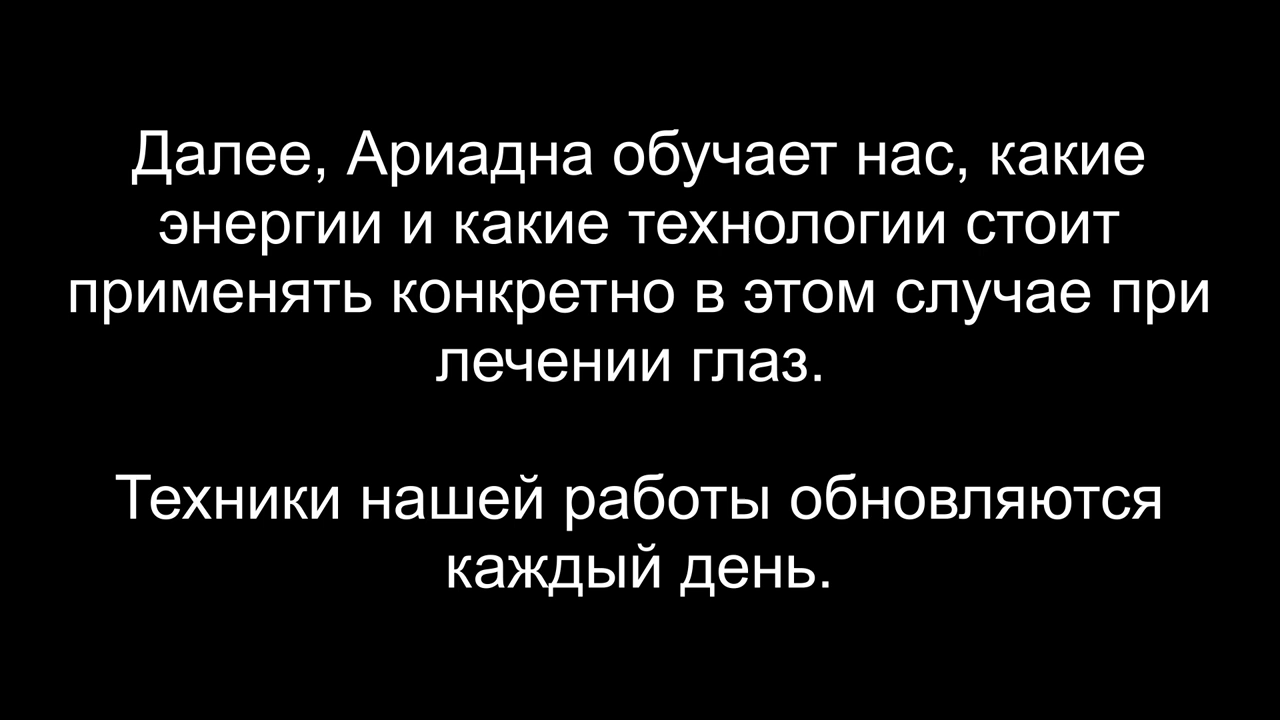 Далее, Ариадна обучает нас, какие
энергии и какие технологии стоит
применять конкретно в этом случае при
лечении глаз.
Техники нашей работы обновляются
каждый день.